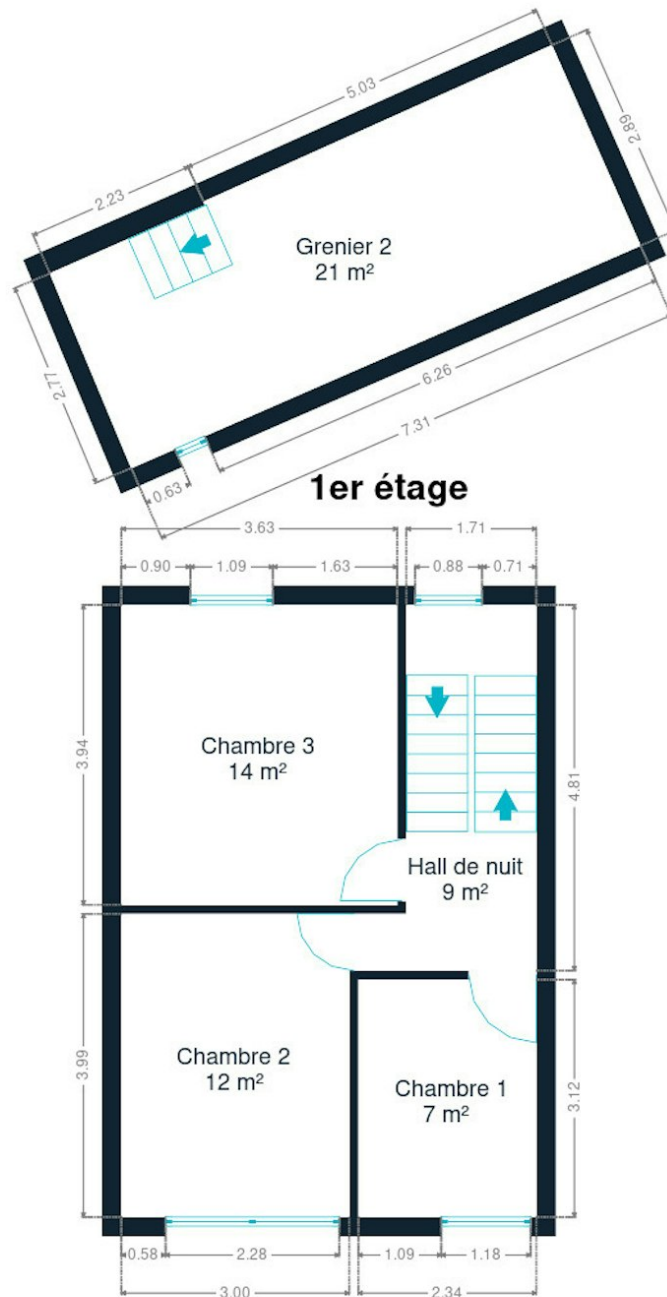 5.03
2.89
2.23
Grenier 2
21 m²
2.77
6.26
7.31
0.63
1er étage
3.63
1.71
0.90
1.09
1.63
0.88
0.71
3.94
Chambre 3
14 m²
4.81
Hall de nuit
9 m²
3.99
Chambre 2
12 m²
Chambre 1
7 m²
3.12
0.58
2.28
1.09
1.18
3.00
2.34